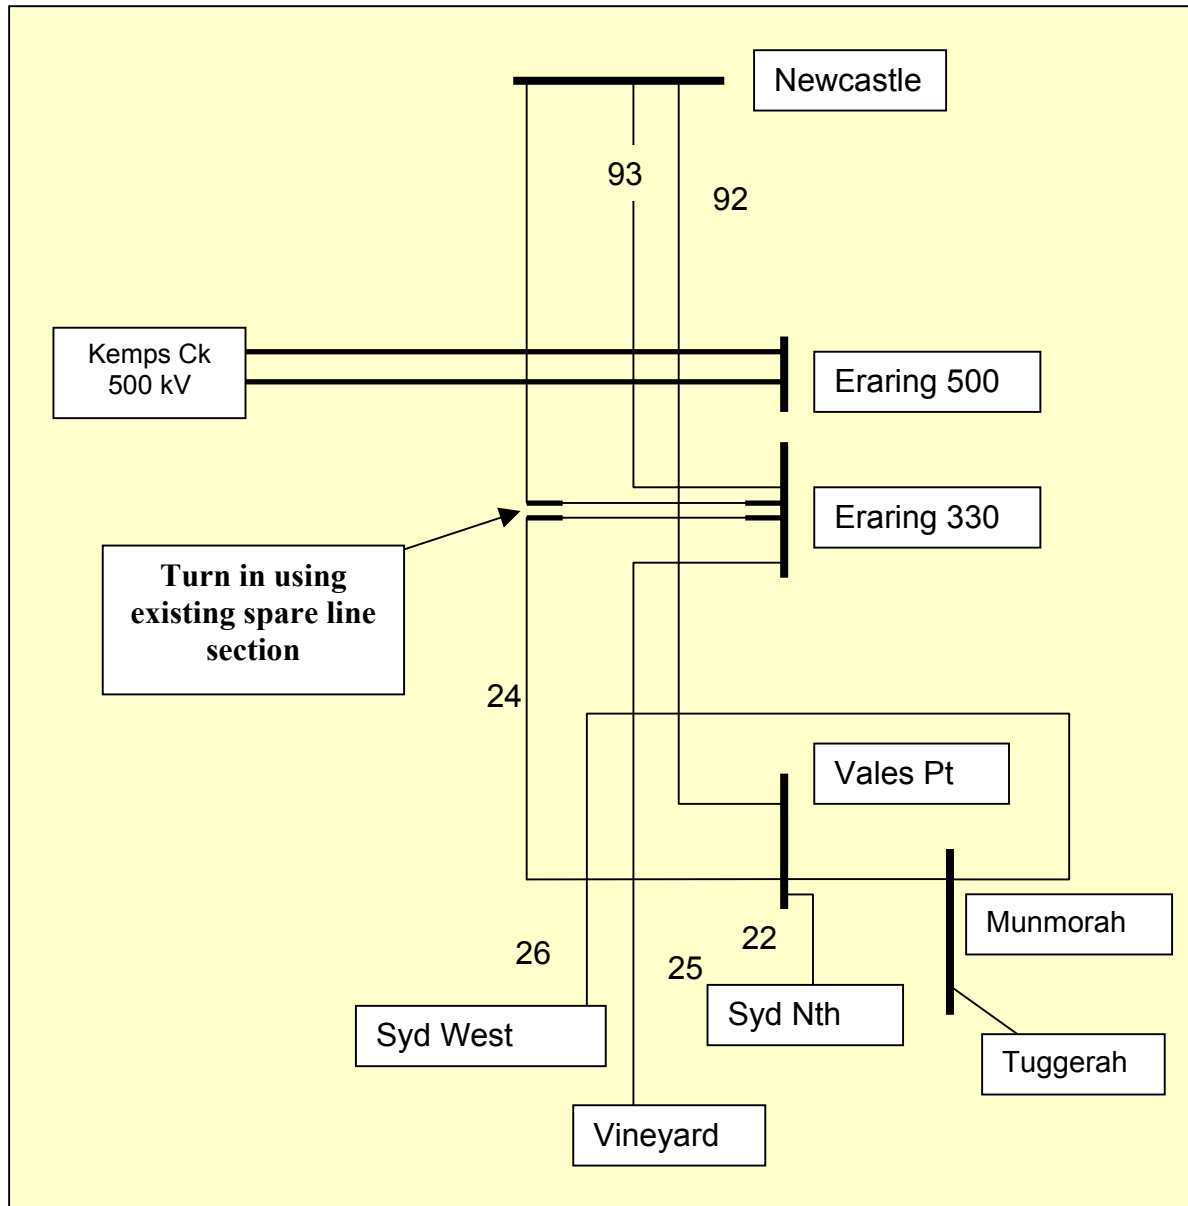 Newcastle
93
92
Kemps Ck
500 kV
Eraring 500
Eraring 330
Turn in using
existing spare line
section
24
Vales Pt
Munmorah
22
26
25
Syd Nth
Syd West
Tuggerah
Vineyard